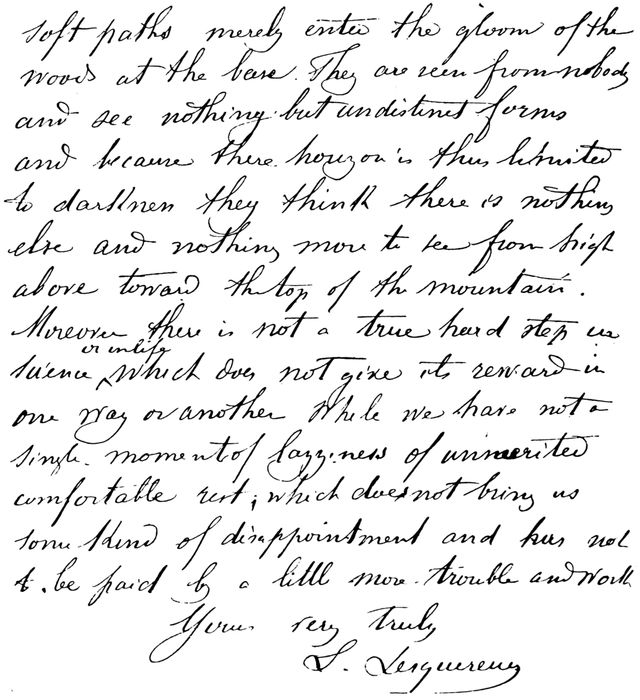 soft paths merely enter the gloom of the
woods at the base. They are seen from nobody
and see nothing but undistinct forms
and because there horizon is thus limited
to darknen they think there is nothing
else and nothing more to see from high
above toward the top of the mountain.
Moreover there is not a true hard step in
or in life
science ^ which does not give its reward in
one way or another While we have not a
single moment of lazziness of unmerited
comfortable rest; which does not bring us
some kind of disappointment and has not
to be paid by a little more trouble and work
Yours very truly
L. Lesquereux